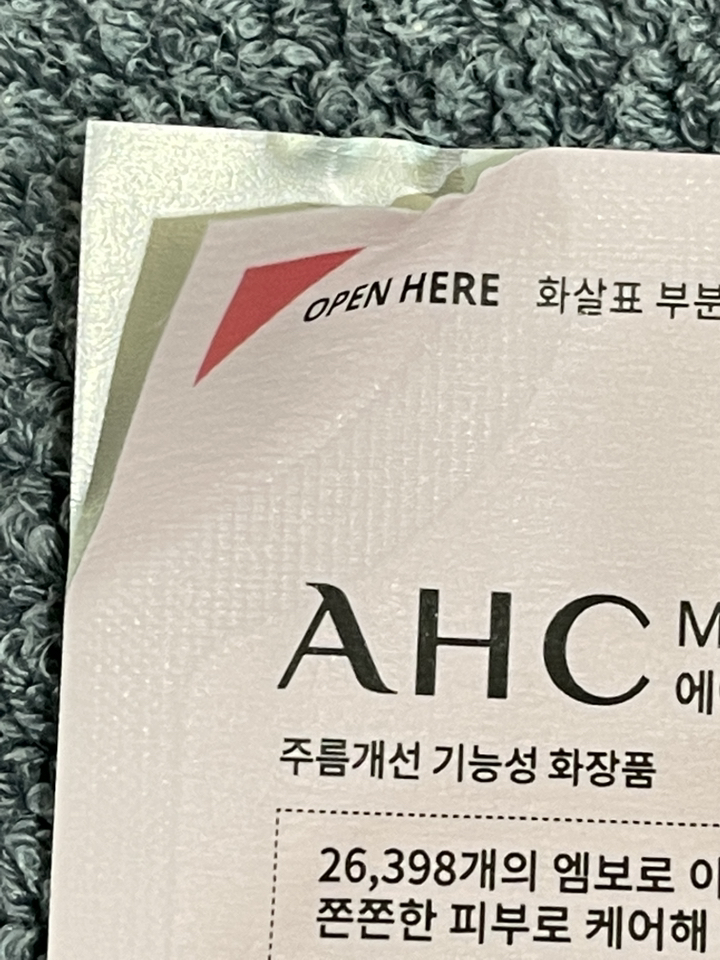 OPEN HERE 화살표 부분
AHC
주름개선 기능성 화장품
26,398개의 엠보로
쫀쫀한 피부로 케어해